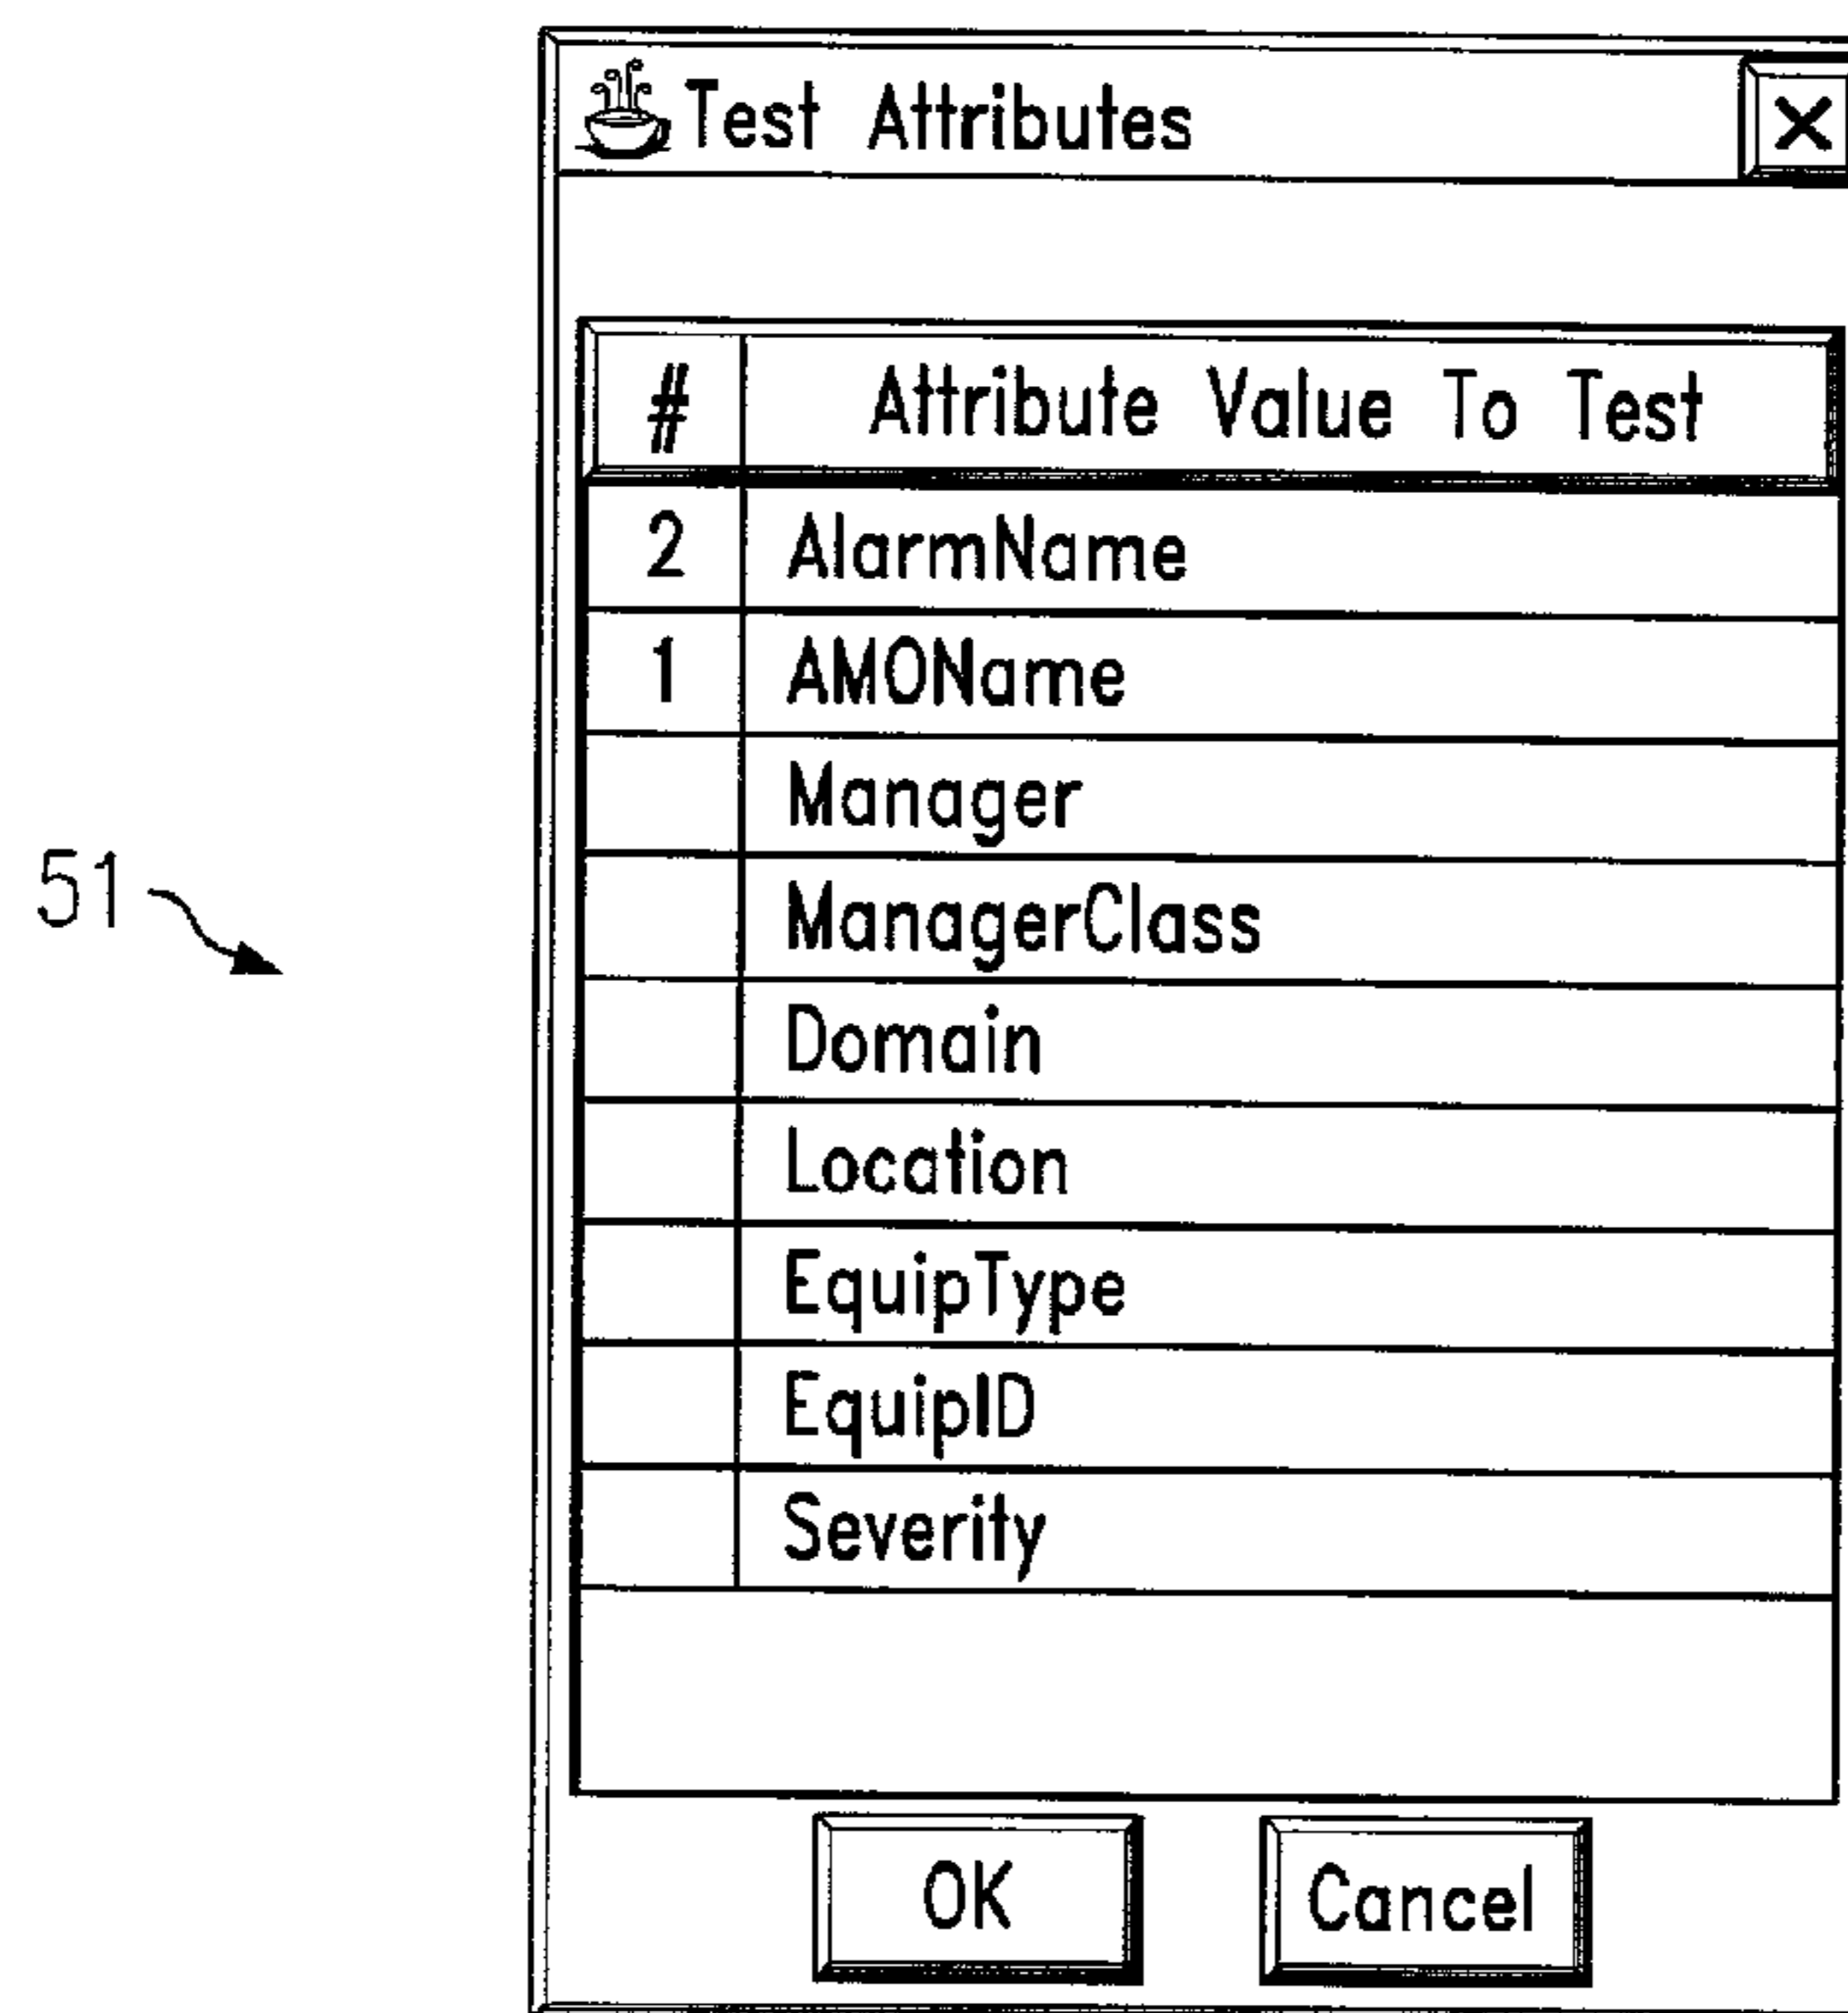 Test Attributes
# Attribute Value To Test
2 AlarmName
1 AMOName
Manager
ManagerClass
51
Domain
Location
EquipType
EquipID
Severity
OK Cancel